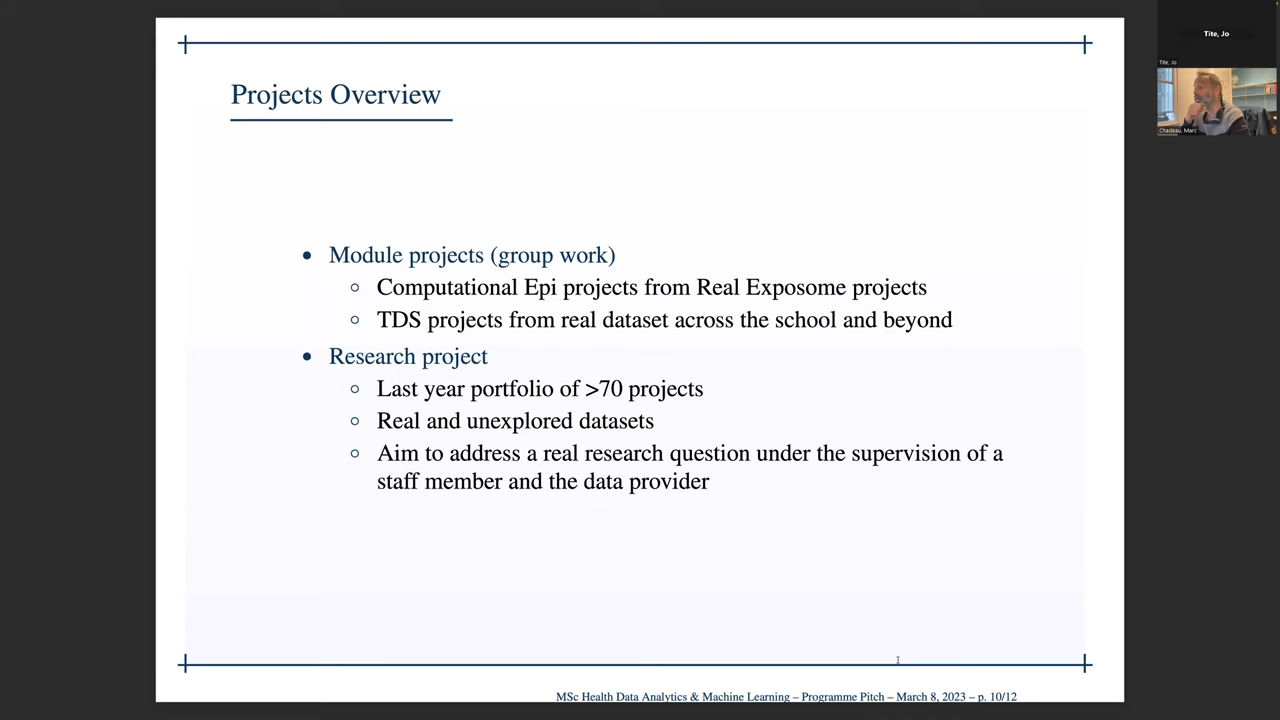 Tite, Jo
Tite, Jo
Chadeau, Marc
Projects Overview
• Module projects (group work)
◦ Computational Epi projects from Real Exposome projects
◦ TDS projects from real dataset across the school and beyond
• Research project
◦ Last year portfolio of >70 projects
◦ Real and unexplored datasets
◦ Aim to address a real research question under the supervision of a
staff member and the data provider
MSc Health Data Analytics & Machine Learning – Programme Pitch – March 8, 2023 – p. 10/12